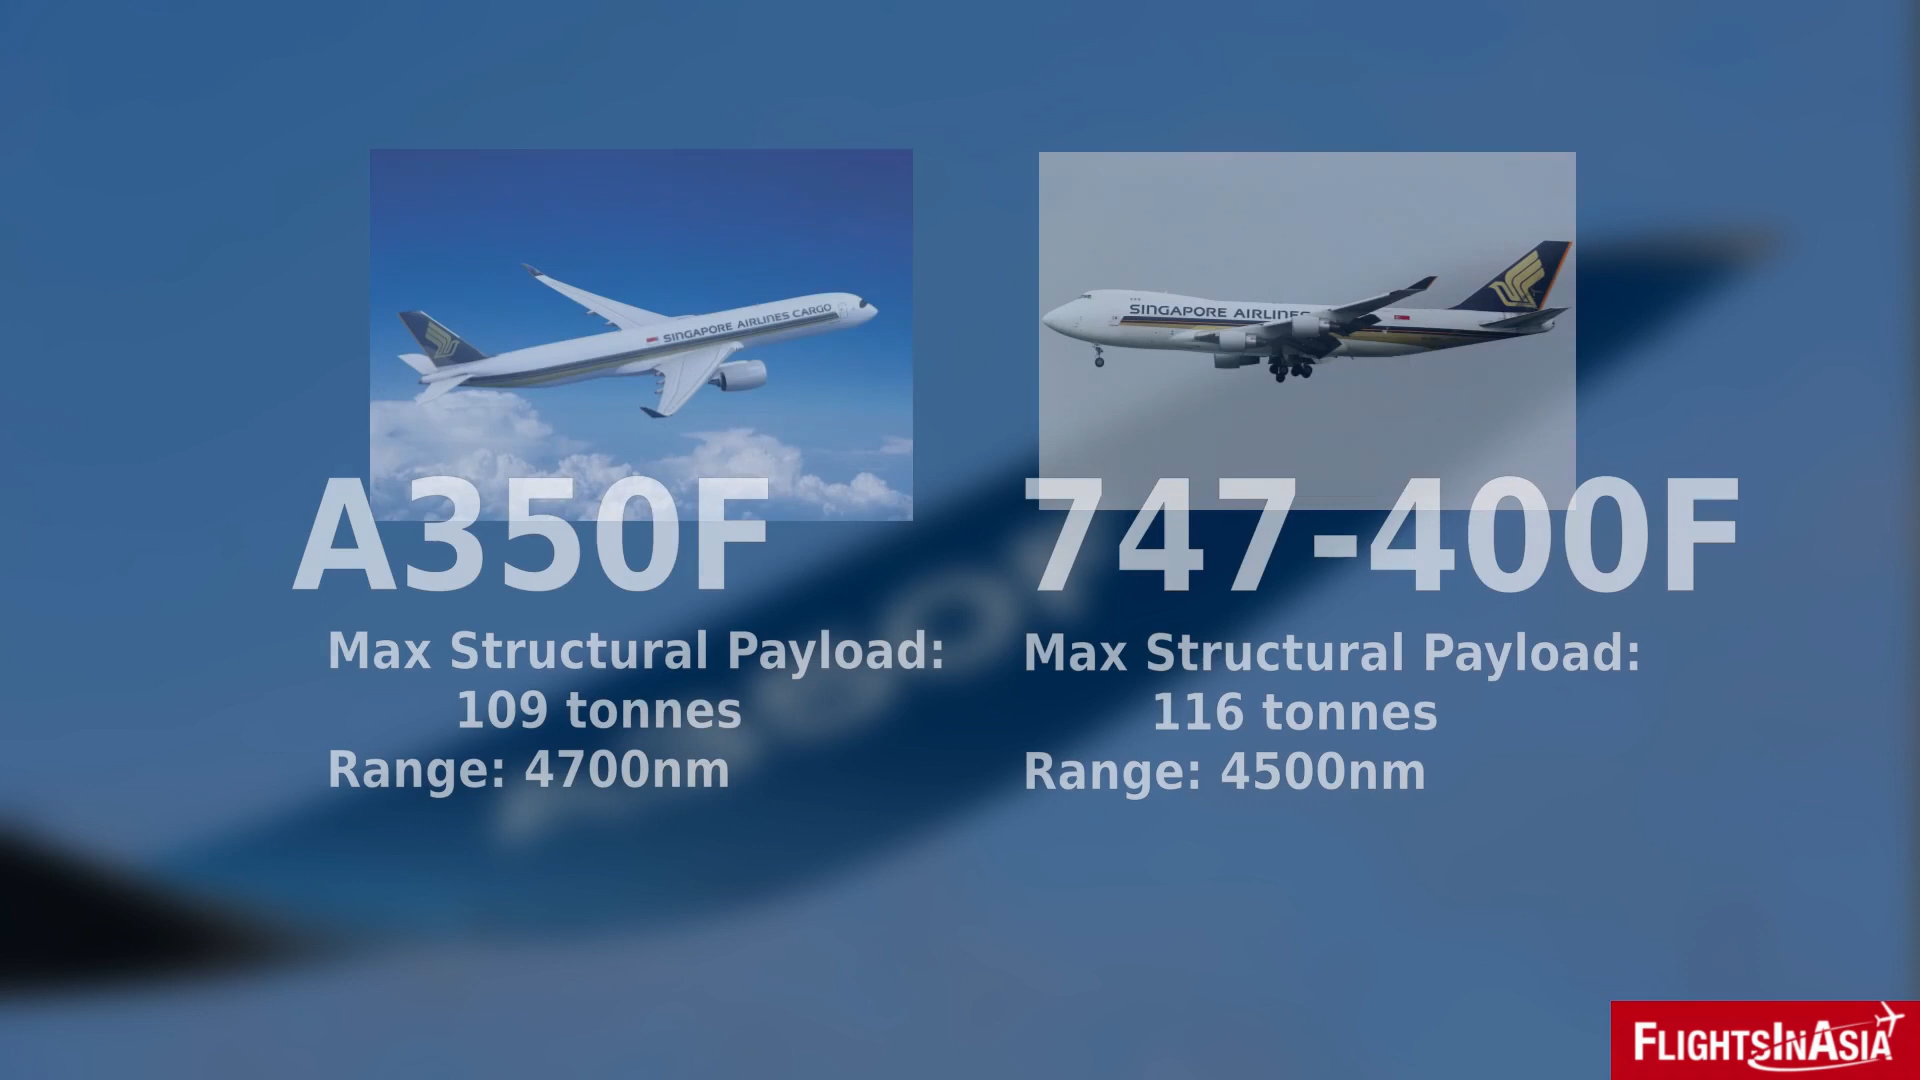 SINGAPORE AIRLINES CARGO
SINGAPORE AIRLINES
A350F
Max Structural Payload:
109 tonnes
Range: 4700nm
747-400F
Max Structural Payload:
116 tonnes
Range: 4500nm
FLIGHTSINASIA